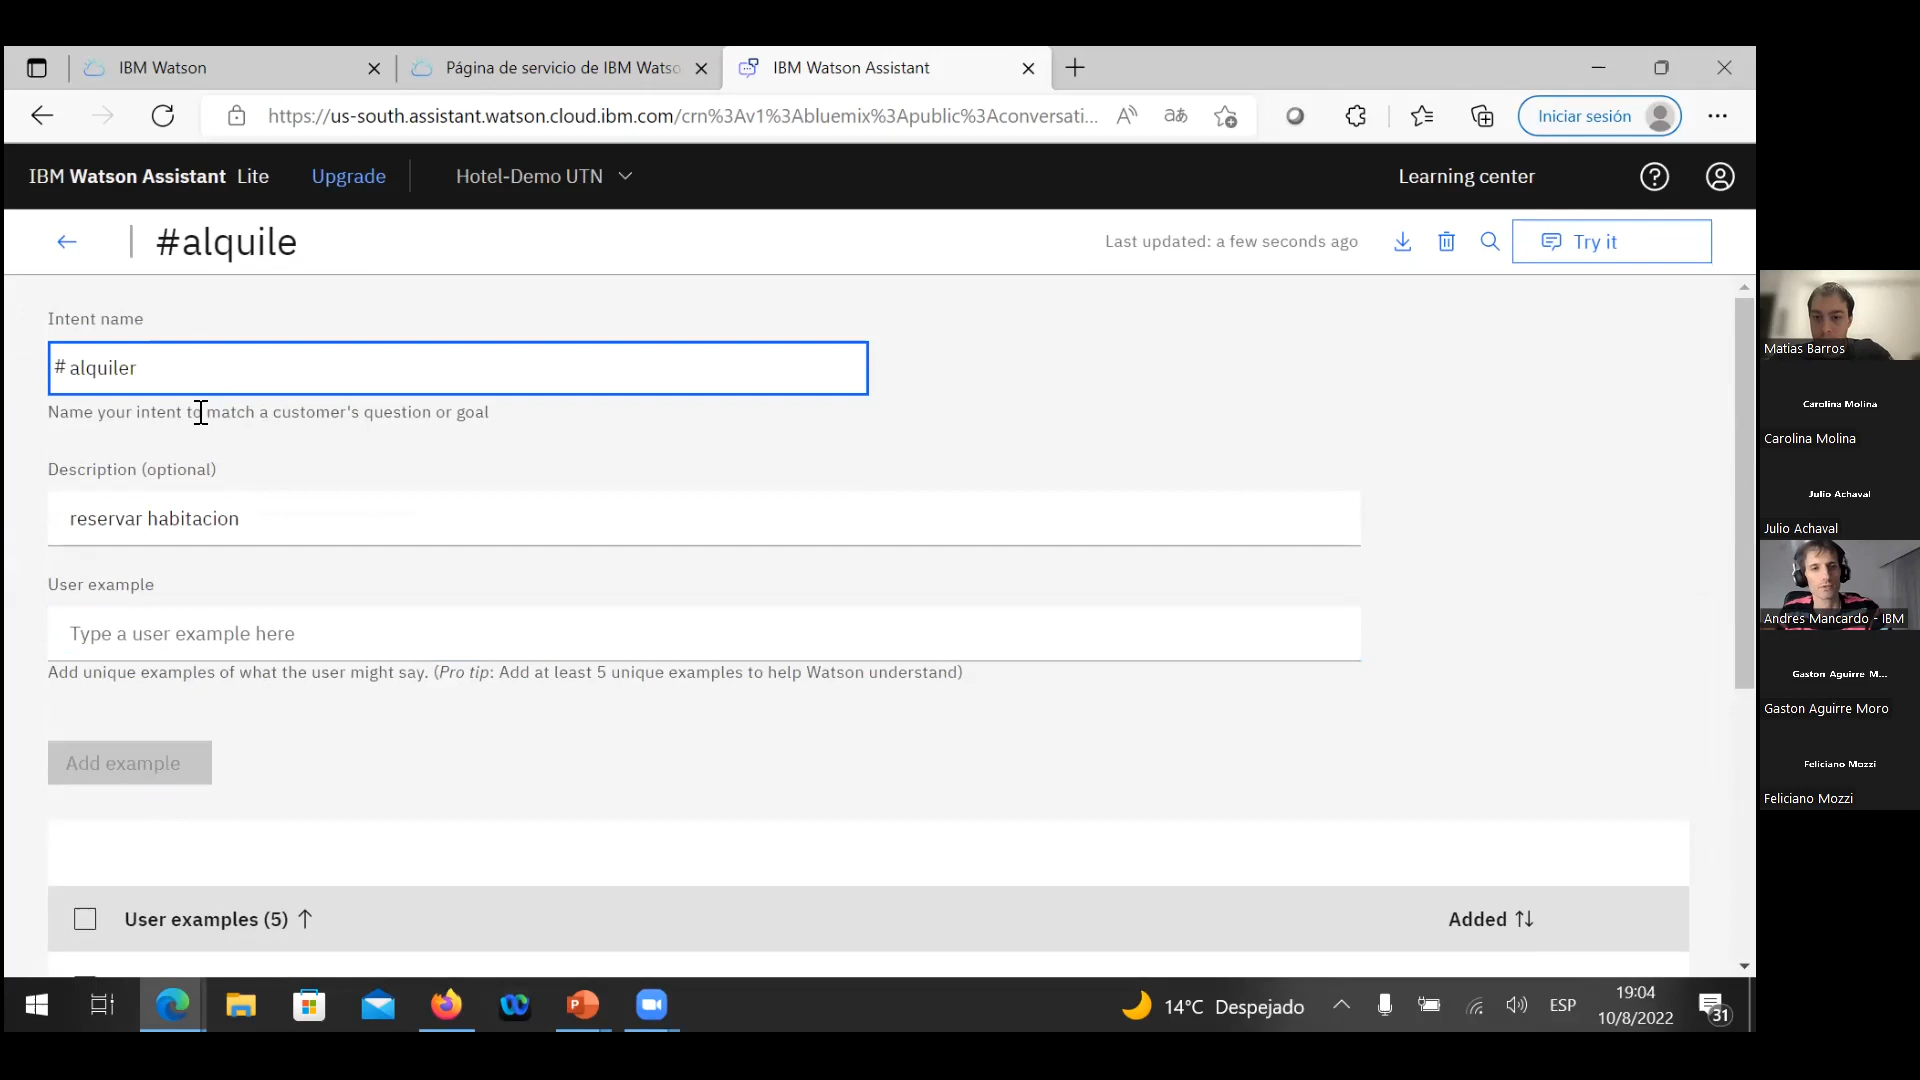 IBM Watson
Página de servicio de IBM Watso
IBM Watson Assistant
https://us-south.assistant.watson.cloud.ibm.com/crn%3Av1%3Abluemix%3Apublic%3Aconversati...
Iniciar sesión
IBM Watson Assistant Lite
Upgrade
Hotel-Demo UTN
Learning center
#alquile
Last updated: a few seconds ago
Try it
Intent name
# alquiler
Name your intent to match a customer's question or goal
Description (optional)
reservar habitacion
User example
Type a user example here
Add unique examples of what the user might say. (Pro tip: Add at least 5 unique examples to help Watson understand)
Add example
User examples (5)
Added
Matias Barros
Carolina Molina
Carolina Molina
Julio Achaval
Julio Achaval
Andres Mancardo - IBM
Gaston Aguirre M...
Gaston Aguirre Moro
Feliciano Mozzi
Feliciano Mozzi
14°C Despejado
ESP
19:04
10/8/2022
31